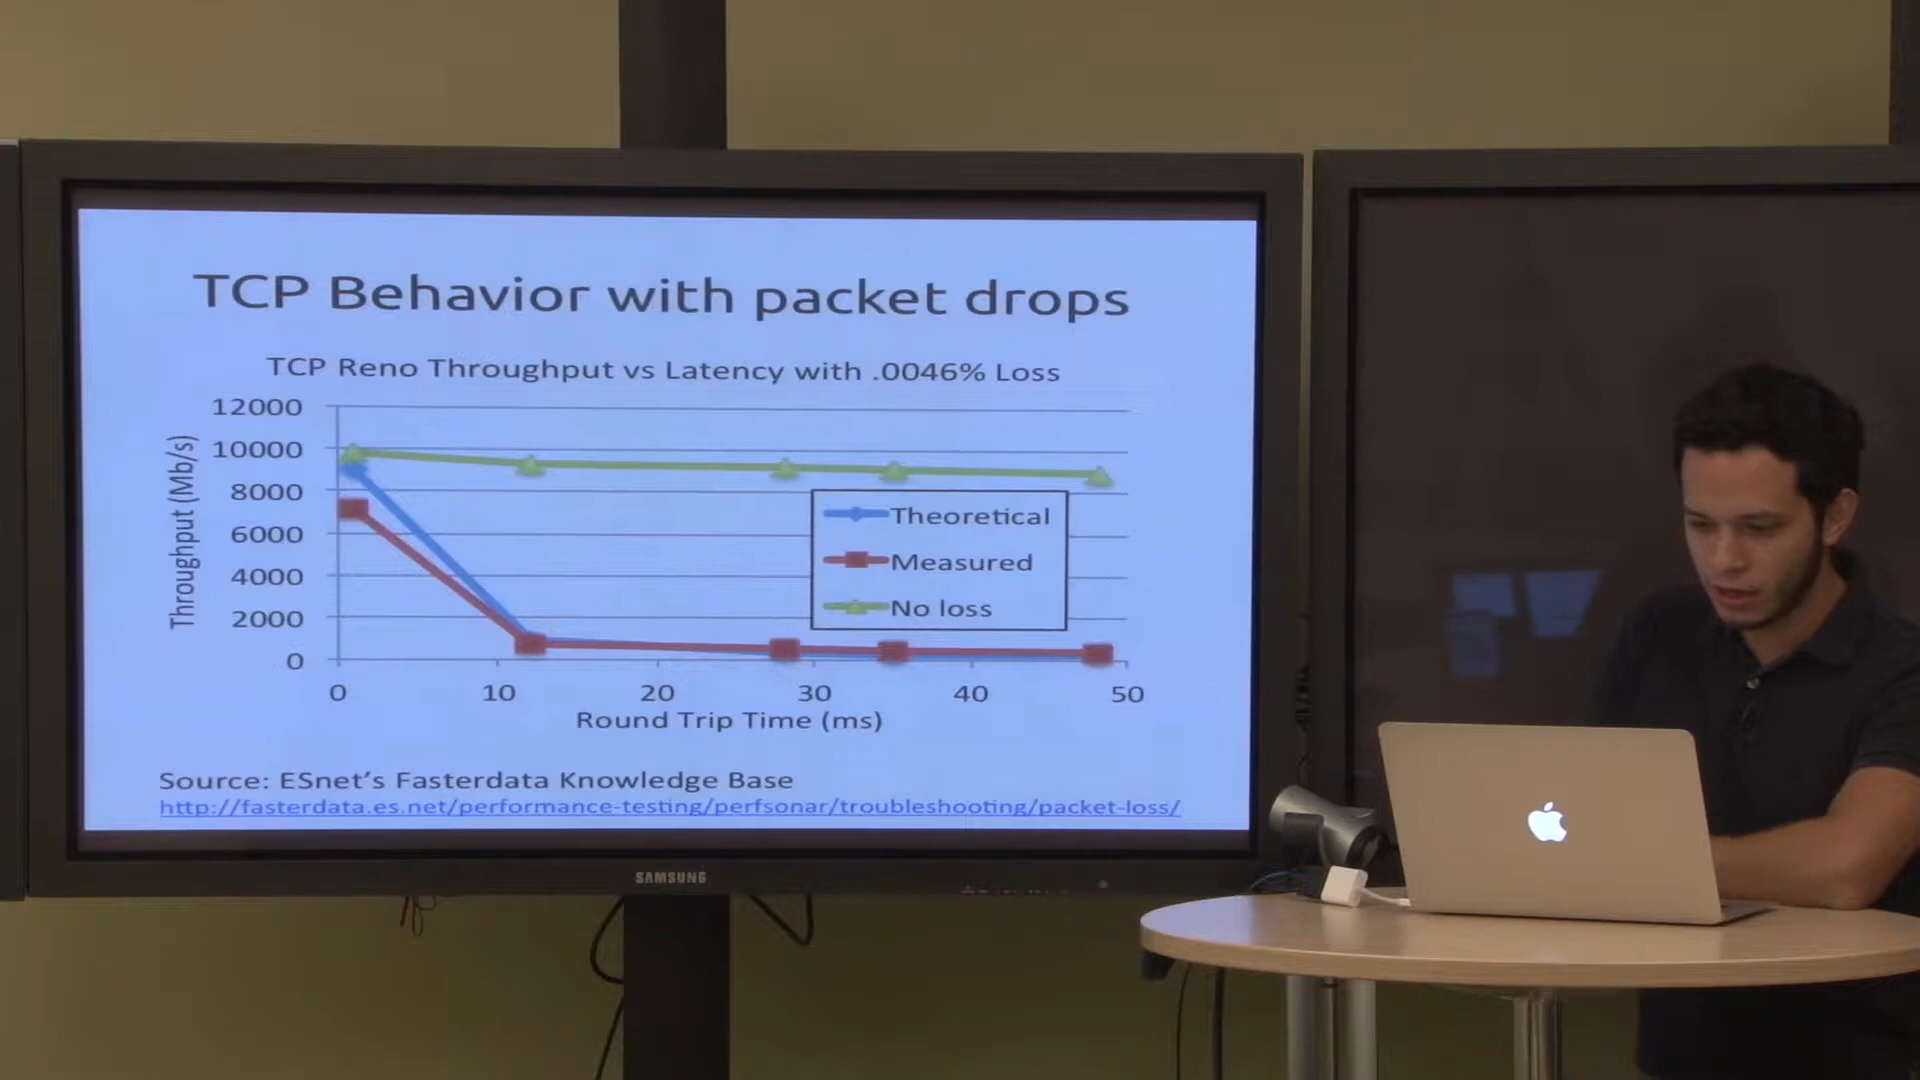 TCP Behavior with packet drops
TCP Reno Throughput vs Latency with .0046% Loss
12000
10000
8000
6000
4000
2000
0
Throughput (Mb/s)
Theoretical
Measured
No loss
0 10 20 30 40 50
Round Trip Time (ms)
Source: ESnet's Fasterdata Knowledge Base
http://fasterdata.es.net/performance-testing/perfsonar/troubleshooting/packet-loss/
SAMSUNG